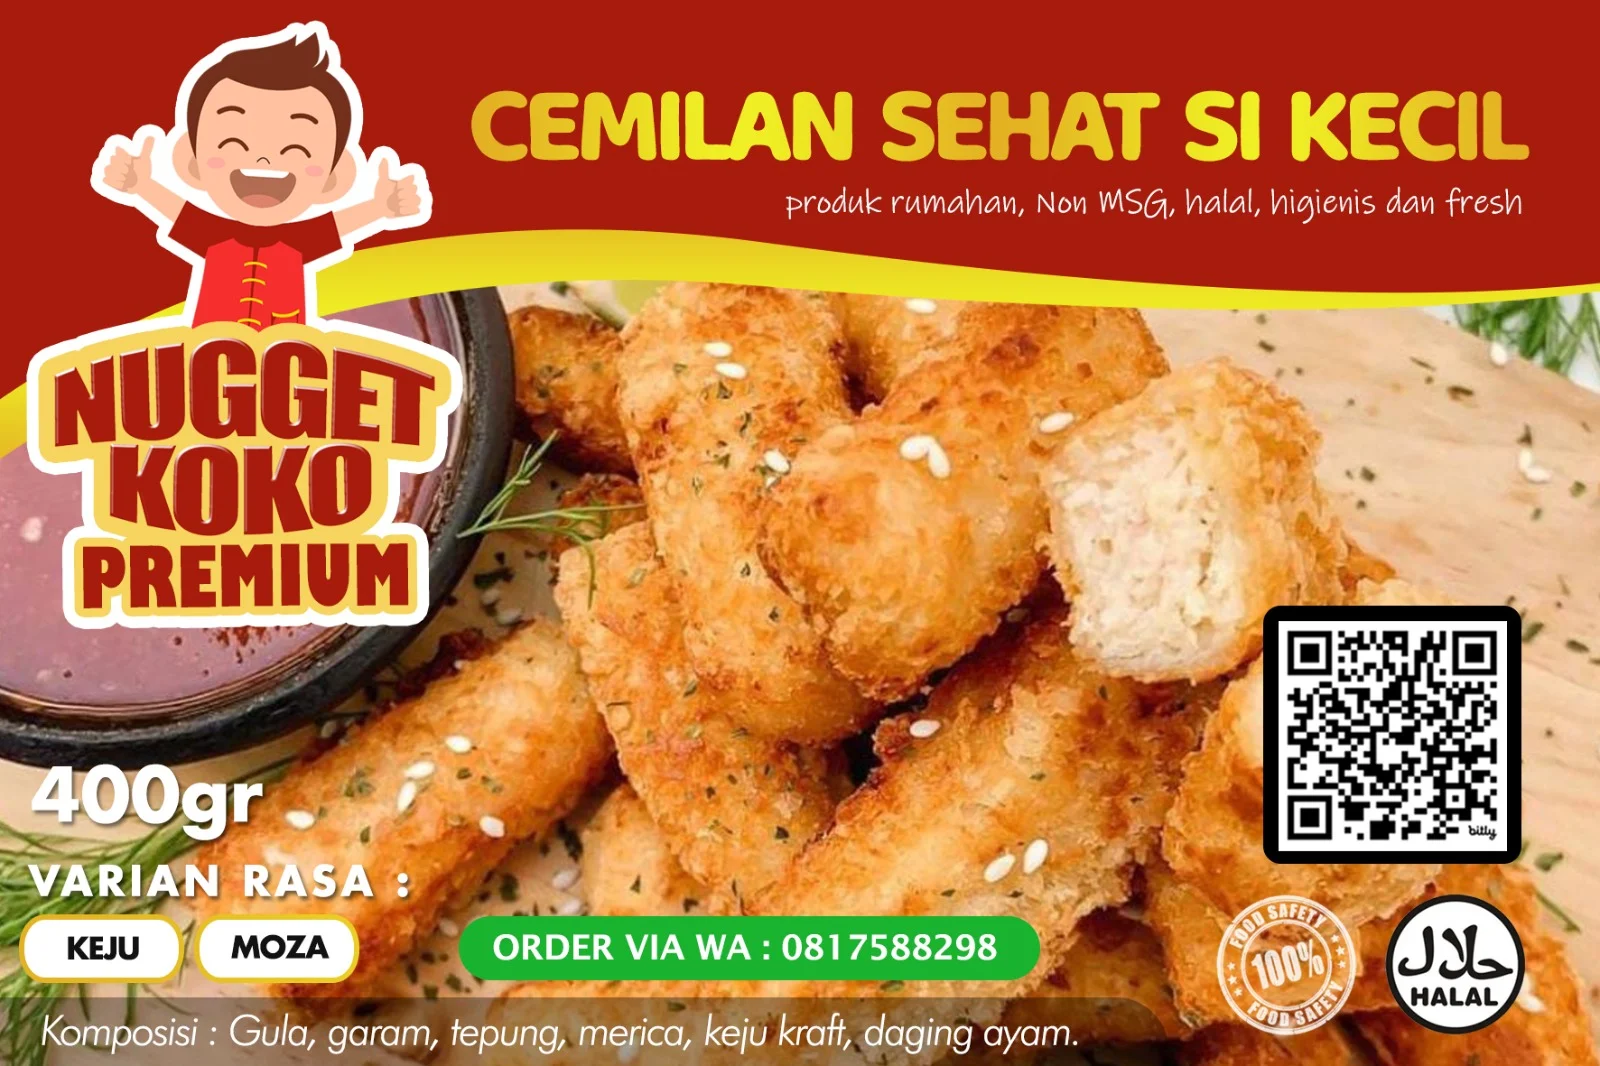 CEMILAN SEHAT SI KECIL
produk rumahan, Non MSG, halal, higienis dan fresh
NUGGET
KOKO
PREMIUM
400gr
VARIAN RASA :
KEJU
MOZA
ORDER VIA WA : 0817588298
bitly
FOOD SAFETY
100%
FOOD SAFETY
حلال
HALAL
Komposisi : Gula, garam, tepung, merica, keju kraft, daging ayam.